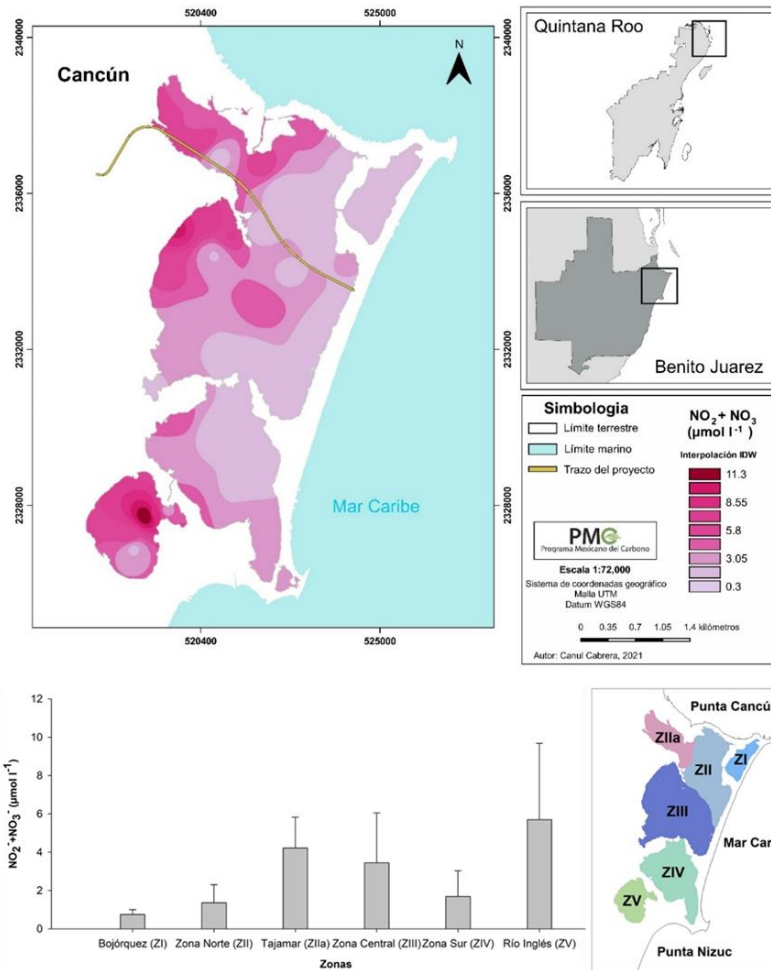 520400
525000
2340000
2340000
Cancún
N
2336000
2336000
2332000
2332000
2328000
2328000
Mar Caribe
520400
525000
Quintana Roo
Benito Juarez
Simbologia
Límite terrestre
Límite marino
Trazo del proyecto
PMC
Programa Mexicano del Carbono
Escala 1:72,000
Sistema de coordenadas geográfico
Malla UTM
Datum WGS84
0 0.35 0.7 1.05 1.4 kilómetros
Autor: Canul Cabrera, 2021
NO₂ + NO₃
(µmol l⁻¹ )
Interpolación IDW
11.3
8.55
5.8
3.05
0.3
NO₂⁻+NO₃⁻ (µmol l⁻¹)
12
10
8
6
4
2
0
Bojórquez (ZI) Zona Norte (ZII) Tajamar (ZIIa) Zona Central (ZIII) Zona Sur (ZIV) Río Inglés (ZV)
Zonas
Punta Cancú
ZIIa
ZI
ZII
ZIII
Mar Car
ZIV
ZV
Punta Nizuc